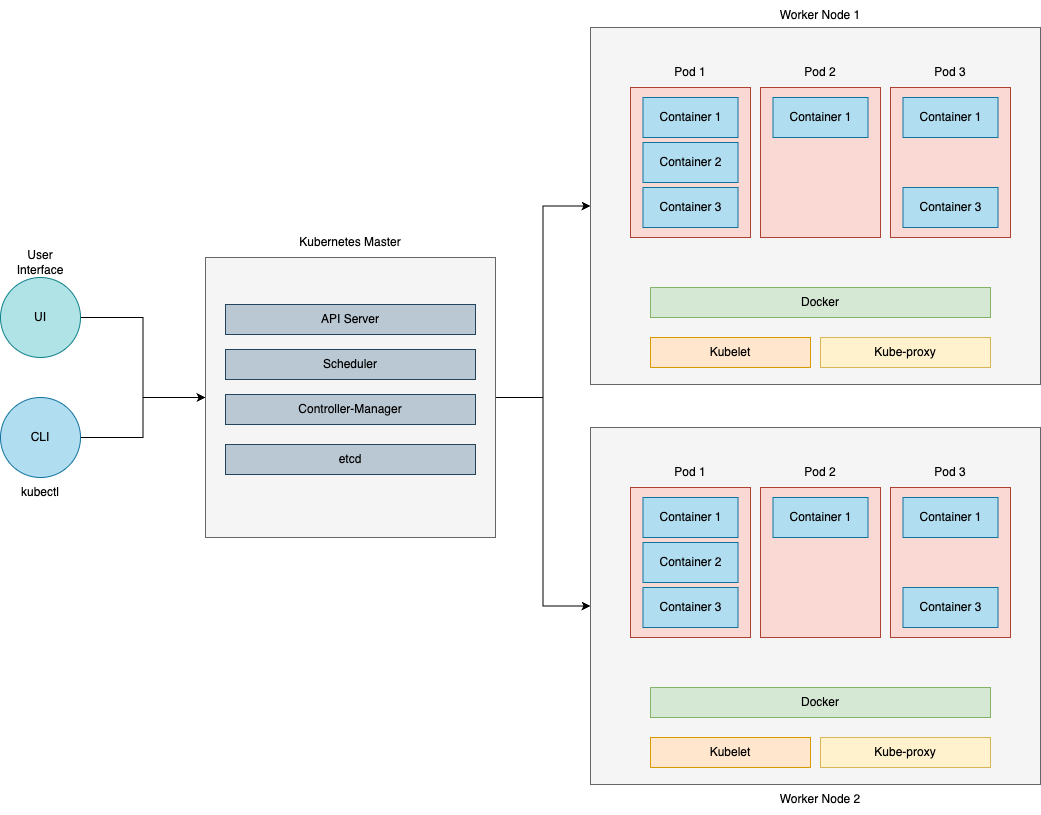 User
Interface
UI
CLI
kubectl
Kubernetes Master
API Server
Scheduler
Controller-Manager
etcd
Worker Node 1
Pod 1
Container 1
Container 2
Container 3
Pod 2
Container 1
Pod 3
Container 1
Container 3
Docker
Kubelet
Kube-proxy
Pod 1
Container 1
Container 2
Container 3
Pod 2
Container 1
Pod 3
Container 1
Container 3
Docker
Kubelet
Kube-proxy
Worker Node 2